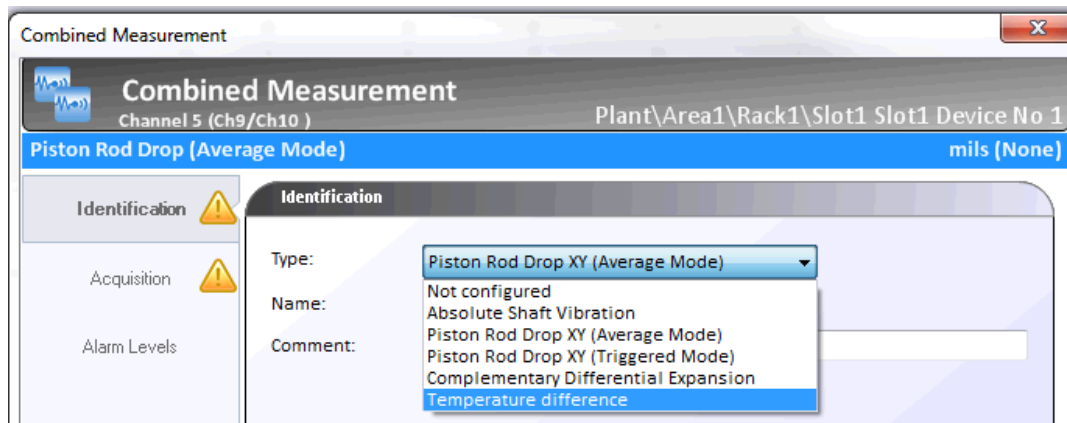 Combined Measurement
Combined Measurement
Channel 5 (Ch9/Ch10 )
Plant\Area1\Rack1\Slot1 Slot1 Device No 1
Piston Rod Drop (Average Mode)
mils (None)
Identification
Acquisition
Alarm Levels
Identification
Type:
Piston Rod Drop XY (Average Mode)
Name:
Comment:
Not configured
Absolute Shaft Vibration
Piston Rod Drop XY (Average Mode)
Piston Rod Drop XY (Triggered Mode)
Complementary Differential Expansion
Temperature difference